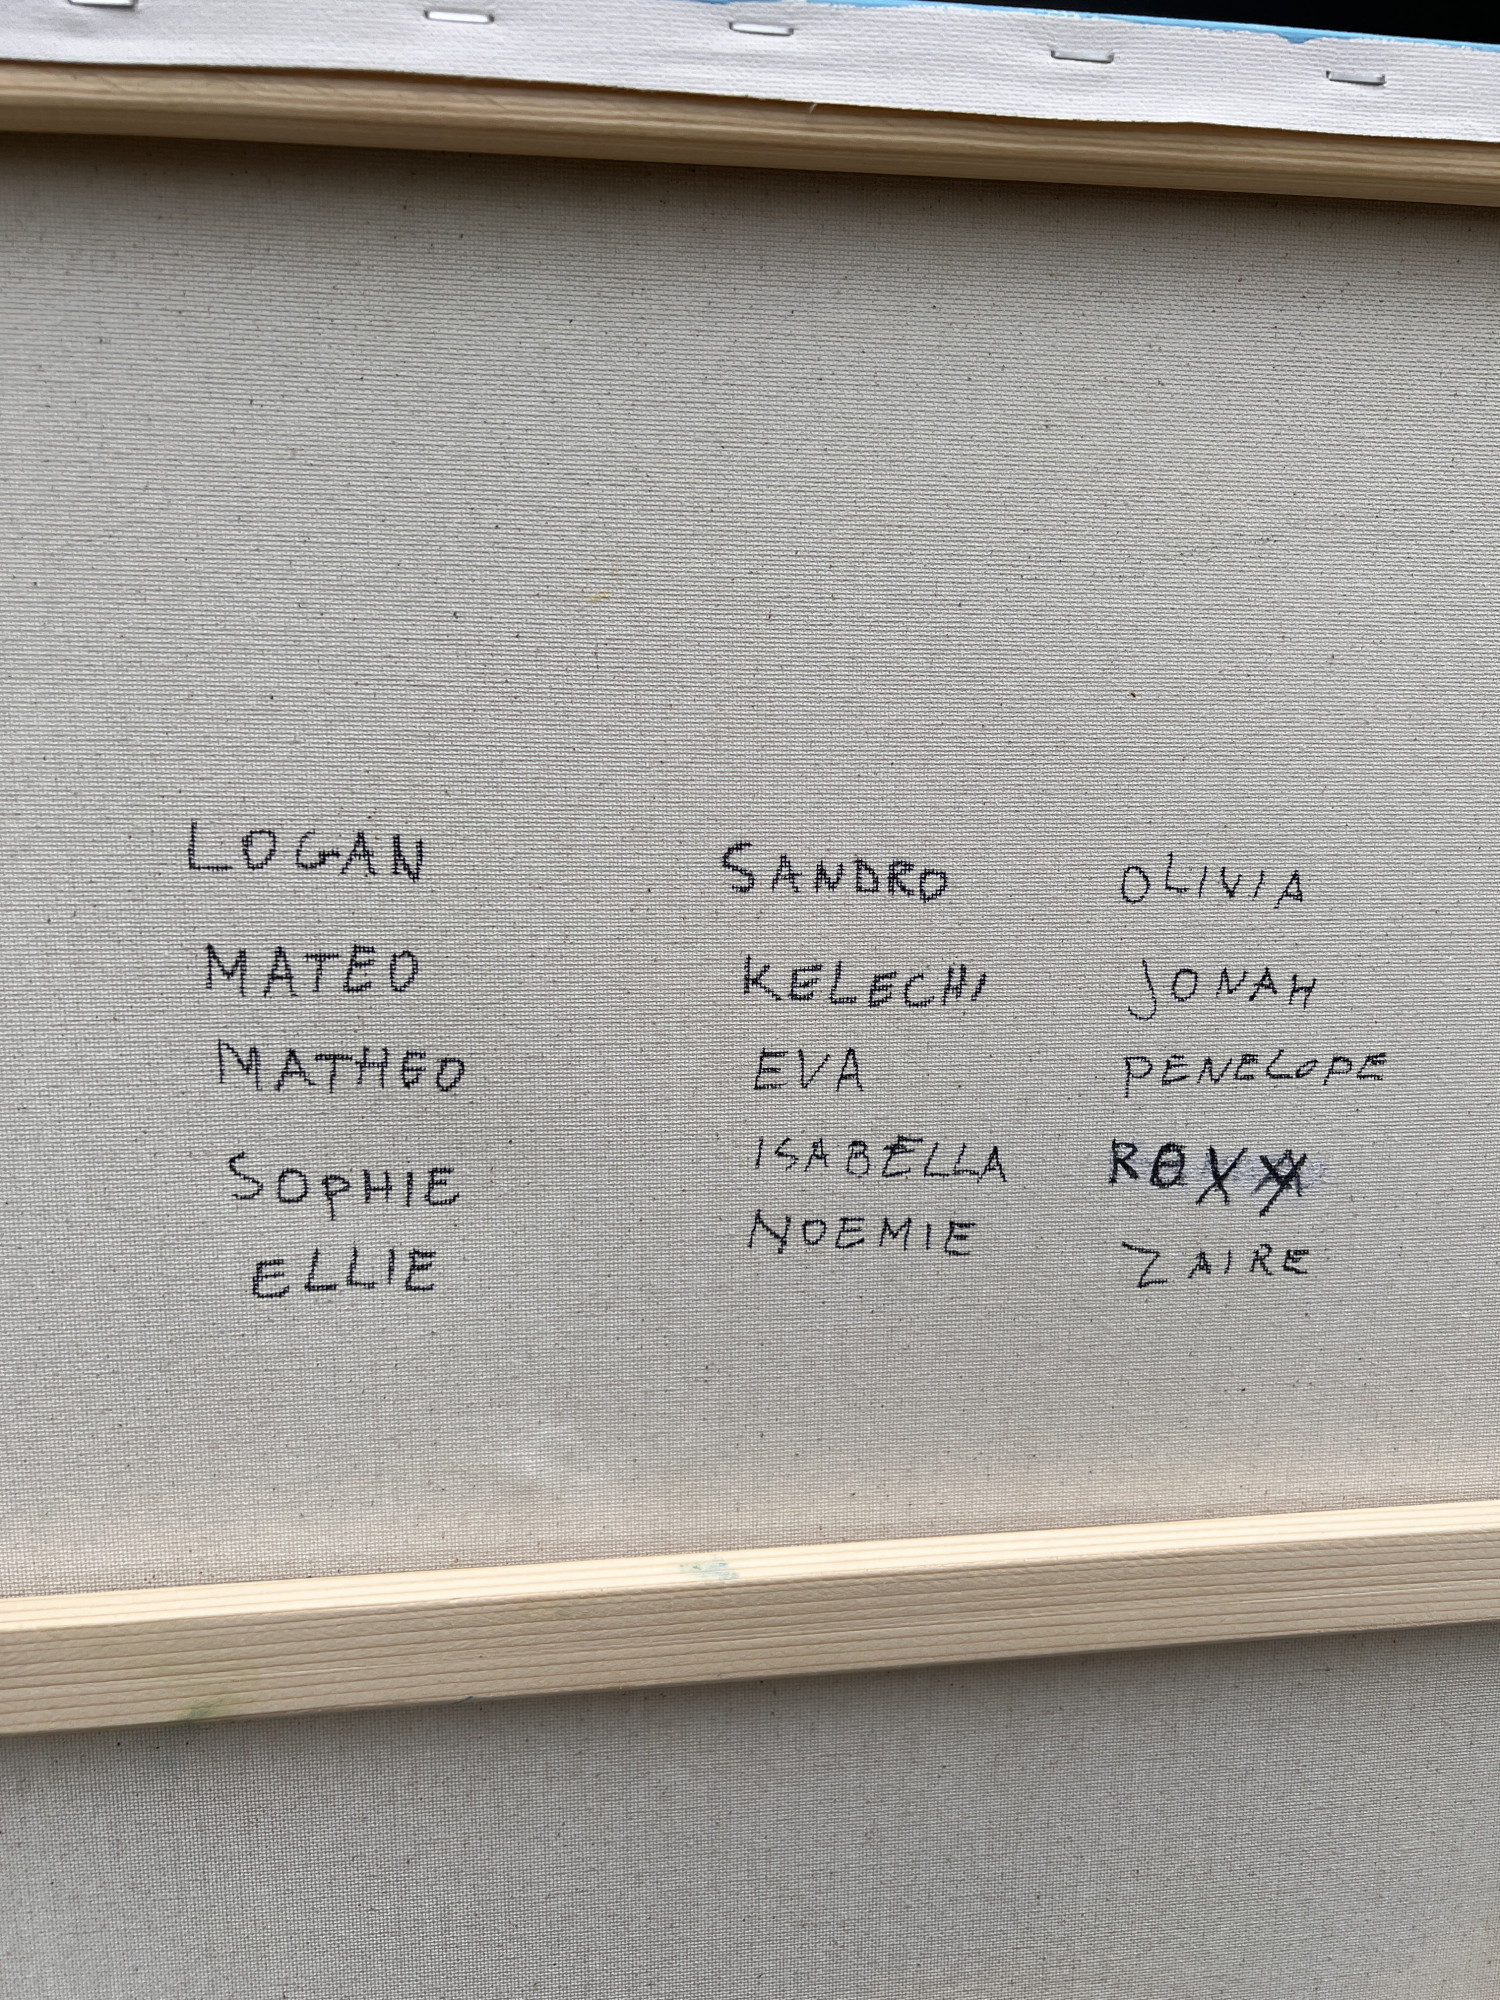 LOGAN
MATEO
MATHEO
SOPHIE
ELLIE
SANDRO
KELECHI
EVA
ISABELLA
NOEMIE
OLIVIA
JONAH
PENELOPE
ZAIRE